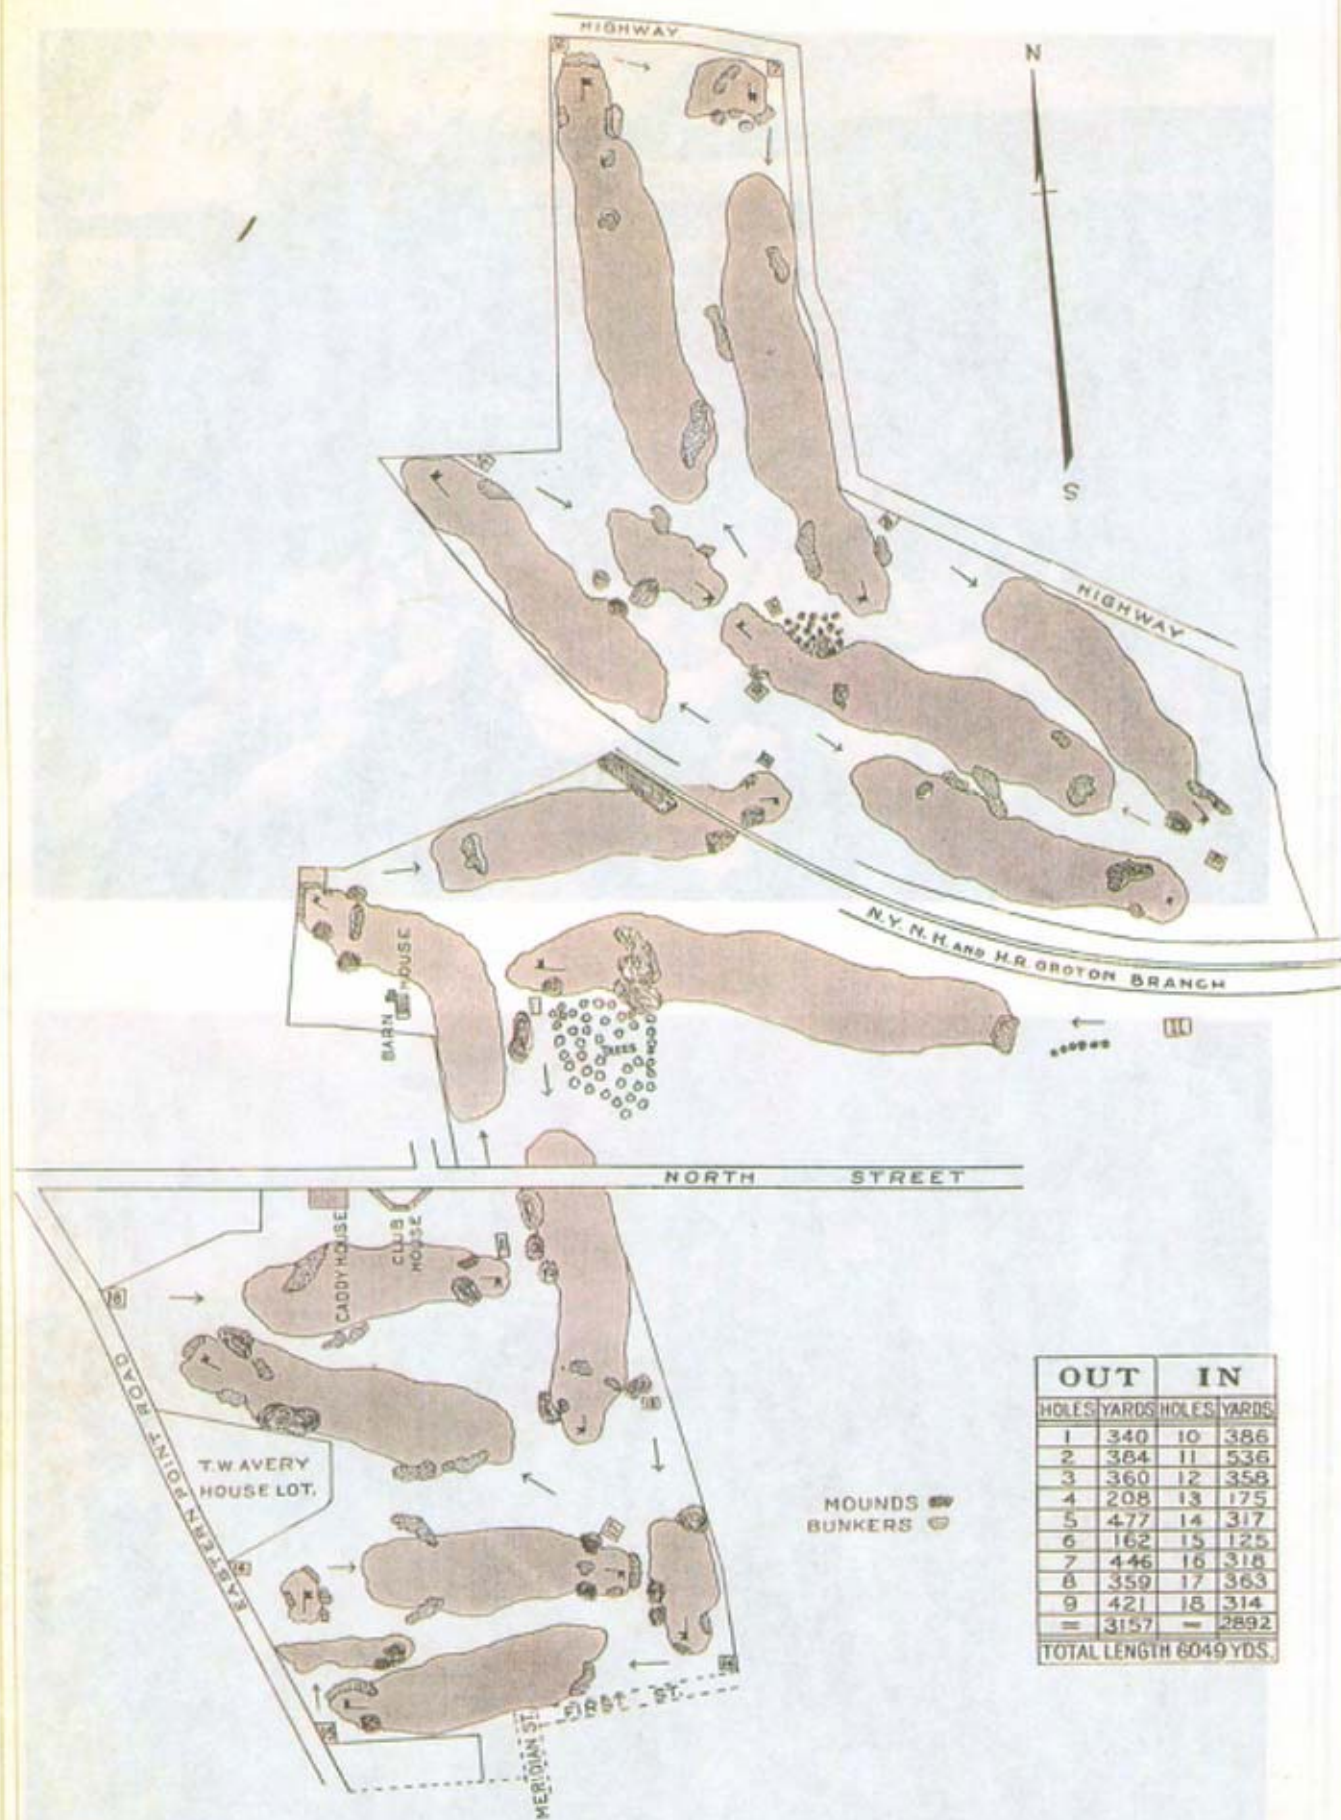 HIGHWAY
N
S
HIGHWAY
N.Y. N. H. AND H.R. GROTON BRANCH
BARN
HOUSE
TREES
11
NORTH STREET
CADDY HOUSE
CLUB HOUSE
EASTERN POINT ROAD
T.W. AVERY
HOUSE LOT.
MOUNDS
BUNKERS
FIRST ST.
MERIDIAN ST.
OUT IN
HOLES YARDS HOLES YARDS
1 340 10 386
2 384 11 536
3 360 12 358
4 208 13 175
5 477 14 317
6 162 15 125
7 446 16 318
8 359 17 363
9 421 18 314
= 3157 = 2892
TOTAL LENGTH 6049 YDS.